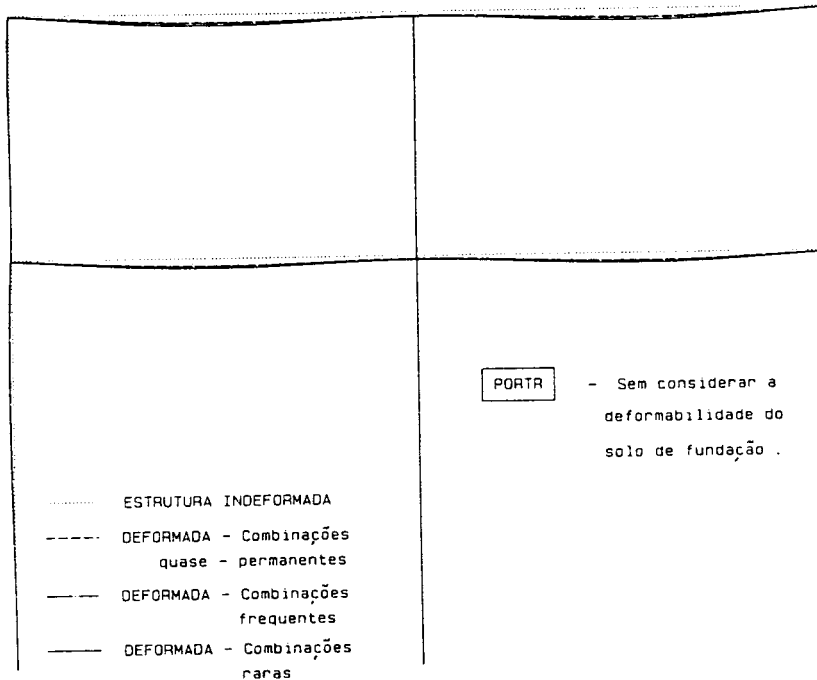 PORTR - Sem considerar a
deformabilidade do
solo de fundação .
ESTRUTURA INDEFORMADA
DEFORMADA - Combinações
quase - permanentes
DEFORMADA - Combinações
frequentes
DEFORMADA - Combinações
raras